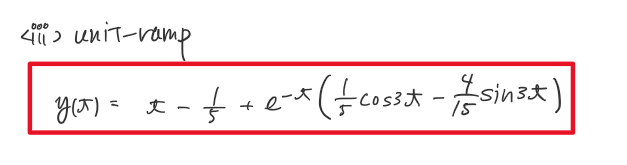 <iii> unit-ramp
y(t) = t - 1/5 + e^-t (1/5 cos3t - 4/15 sin3t)